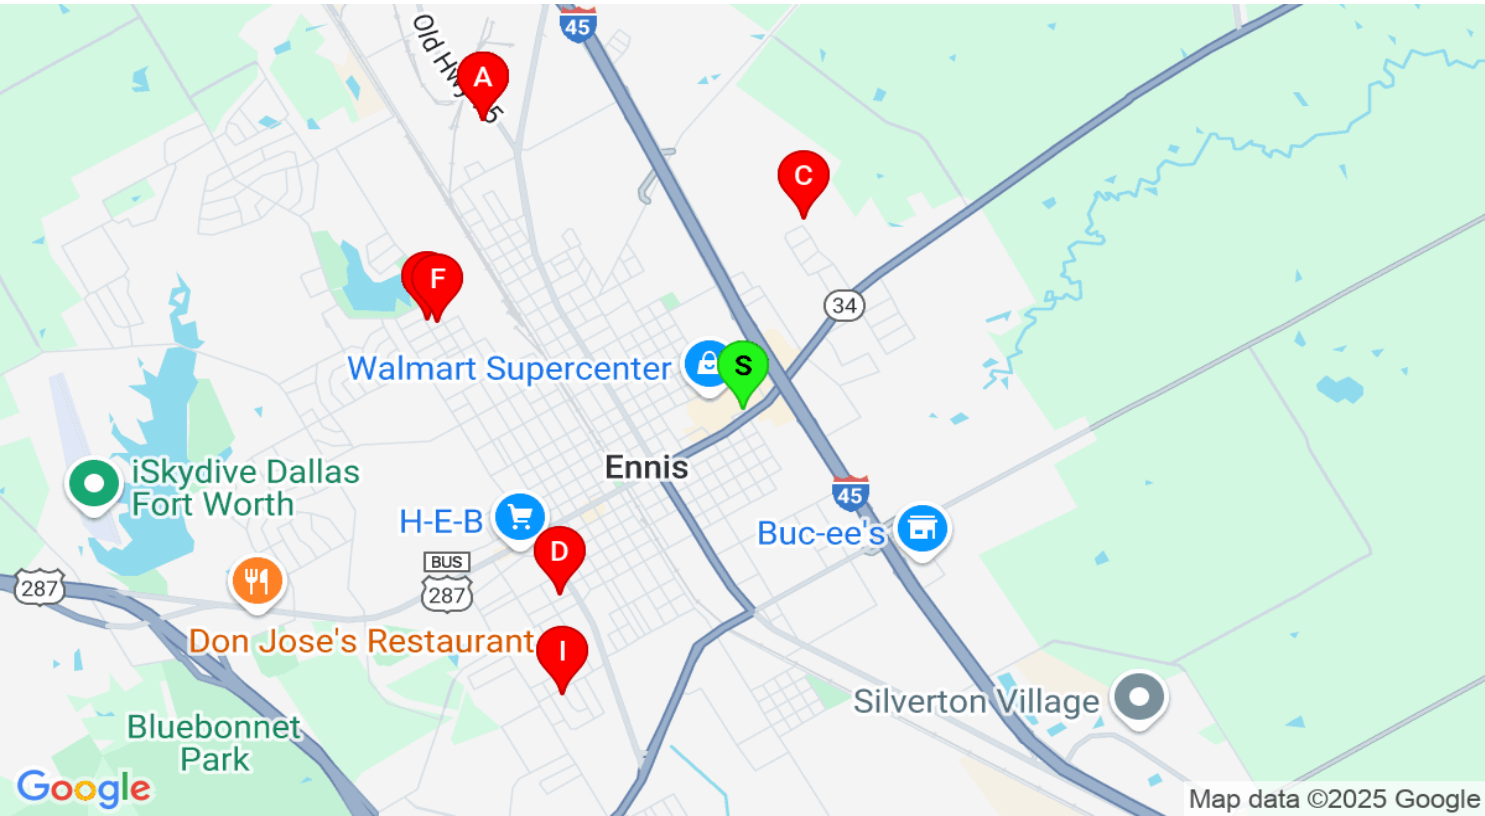 45
Old Hwy 75
A
C
F
34
Walmart Supercenter
S
Ennis
iSkydive Dallas
Fort Worth
H-E-B
45
Buc-ee's
D
BUS
287
287
Don Jose's Restaurant
I
Silverton Village
Bluebonnet
Park
Google
Map data ©2025 Google